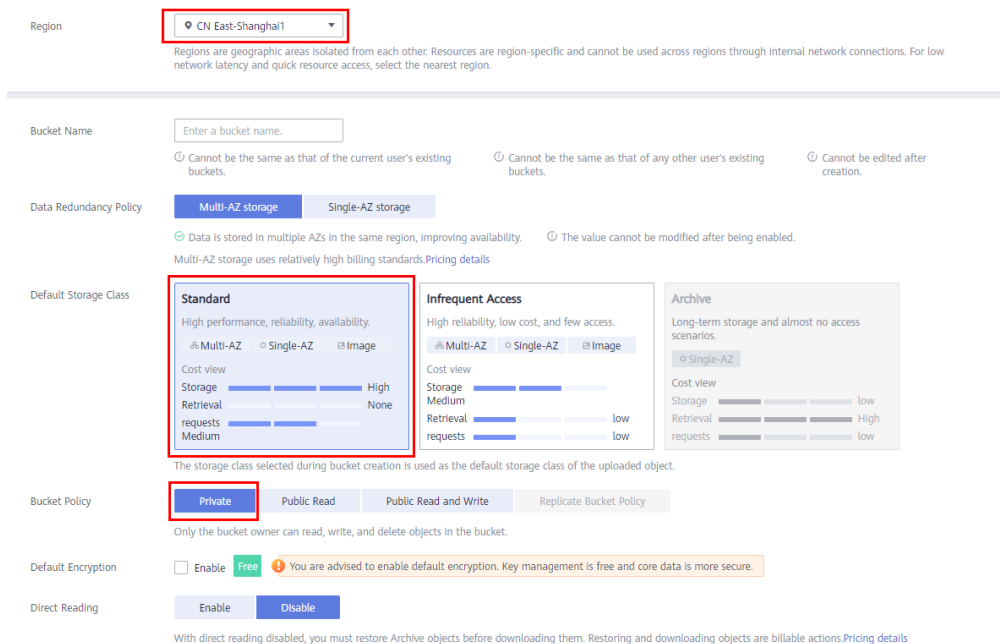 Region
CN East-Shanghai1
Regions are geographic areas isolated from each other. Resources are region-specific and cannot be used across regions through internal network connections. For low
network latency and quick resource access, select the nearest region.
Bucket Name
Enter a bucket name.
Cannot be the same as that of the current user's existing
buckets.
Cannot be the same as that of any other user's existing
buckets.
Cannot be edited after
creation.
Data Redundancy Policy
Multi-AZ storage
Single-AZ storage
Data is stored in multiple AZs in the same region, improving availability.
The value cannot be modified after being enabled.
Multi-AZ storage uses relatively high billing standards.Pricing details
Default Storage Class
Standard
High performance, reliability, availability.
Multi-AZ Single-AZ Image
Cost view
Storage High
Retrieval None
requests
Medium
Infrequent Access
High reliability, low cost, and few access.
Multi-AZ Single-AZ Image
Cost view
Storage
Medium
Retrieval low
requests low
Archive
Long-term storage and almost no access
scenarios.
Single-AZ
Cost view
Storage low
Retrieval High
requests low
The storage class selected during bucket creation is used as the default storage class of the uploaded object.
Bucket Policy
Private
Public Read
Public Read and Write
Replicate Bucket Policy
Only the bucket owner can read, write, and delete objects in the bucket.
Default Encryption
Enable
Free
You are advised to enable default encryption. Key management is free and core data is more secure.
Direct Reading
Enable
Disable
With direct reading disabled, you must restore Archive objects before downloading them. Restoring and downloading objects are billable actions.Pricing details